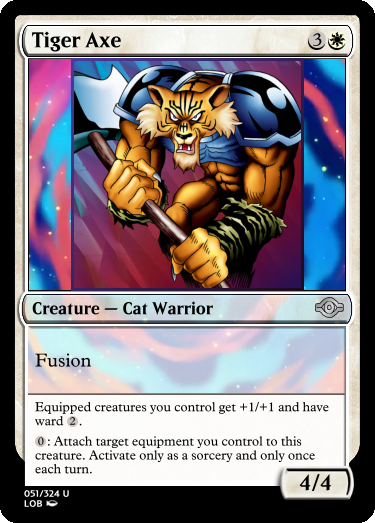 Tiger Axe 3
Creature — Cat Warrior
Fusion
Equipped creatures you control get +1/+1 and have
ward 2.
0: Attach target equipment you control to this
creature. Activate only as a sorcery and only once
each turn.
4/4
051/324 U
LOB